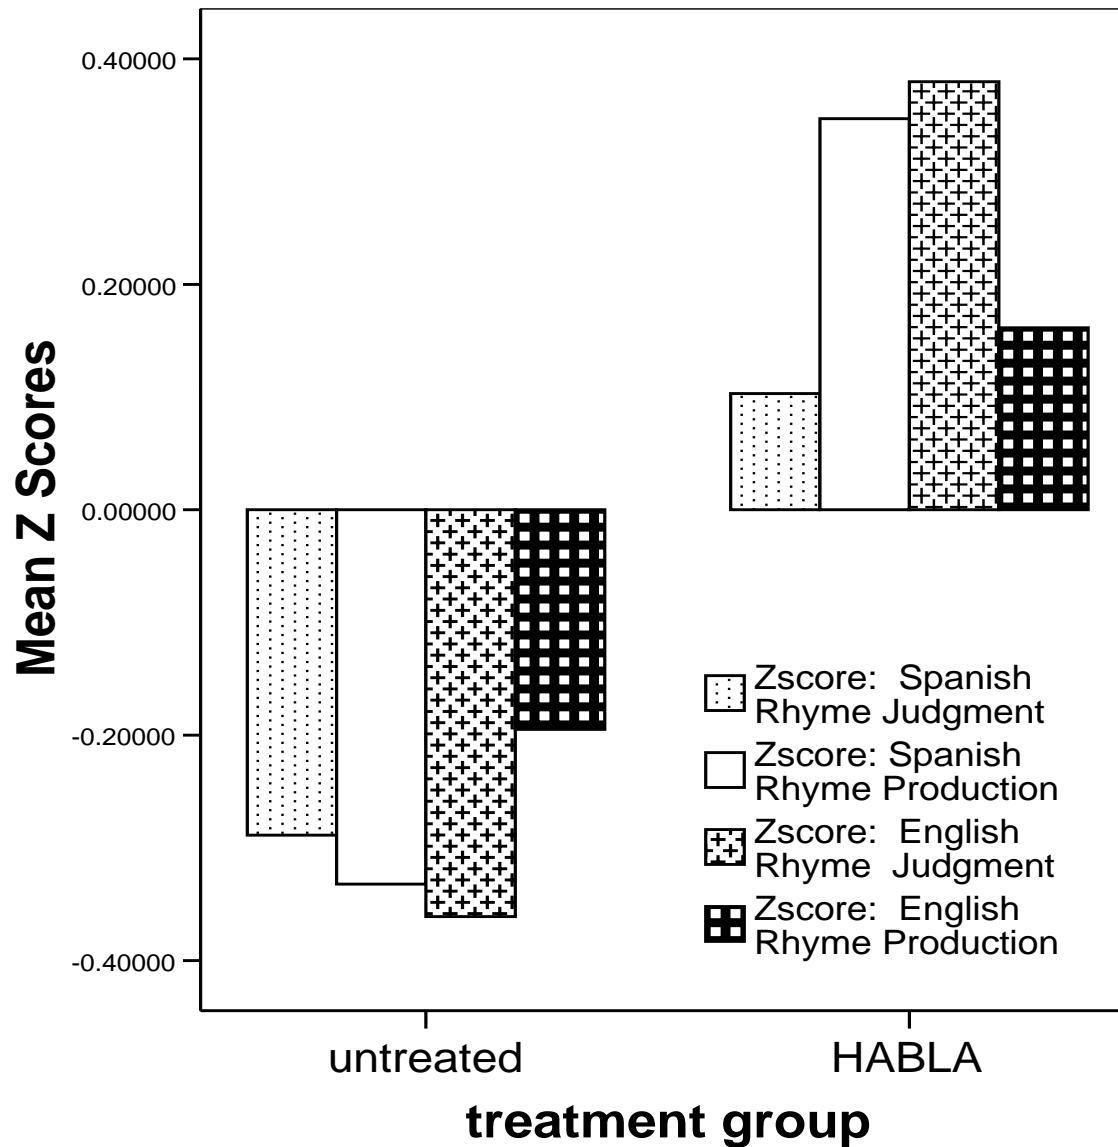 0.40000
0.20000
0.00000
-0.20000
-0.40000
Mean Z Scores
Zscore: Spanish
Rhyme Judgment
Zscore: Spanish
Rhyme Production
Zscore: English
Rhyme Judgment
Zscore: English
Rhyme Production
untreated HABLA
treatment group